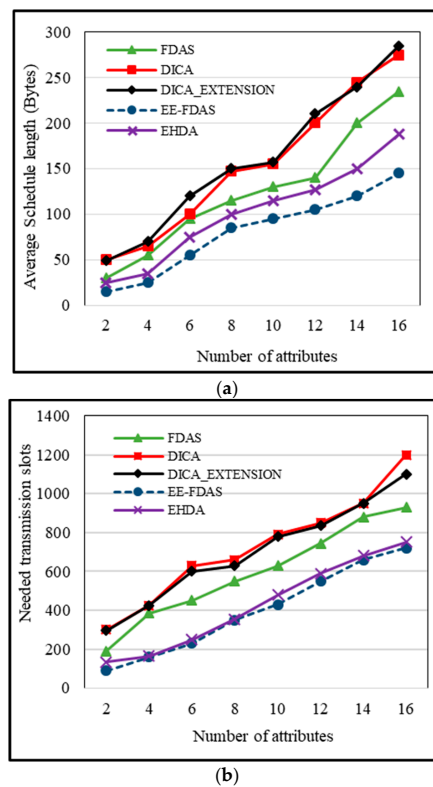 300
250
200
150
100
50
0
Average Schedule length (Bytes)
FDAS
DICA
DICA_EXTENSION
EE-FDAS
EHDA
2 4 6 8 10 12 14 16
Number of attributes
(a)
1400
1200
1000
800
600
400
200
0
Needed transmission slots
FDAS
DICA
DICA_EXTENSION
EE-FDAS
EHDA
2 4 6 8 10 12 14 16
Number of attributes
(b)